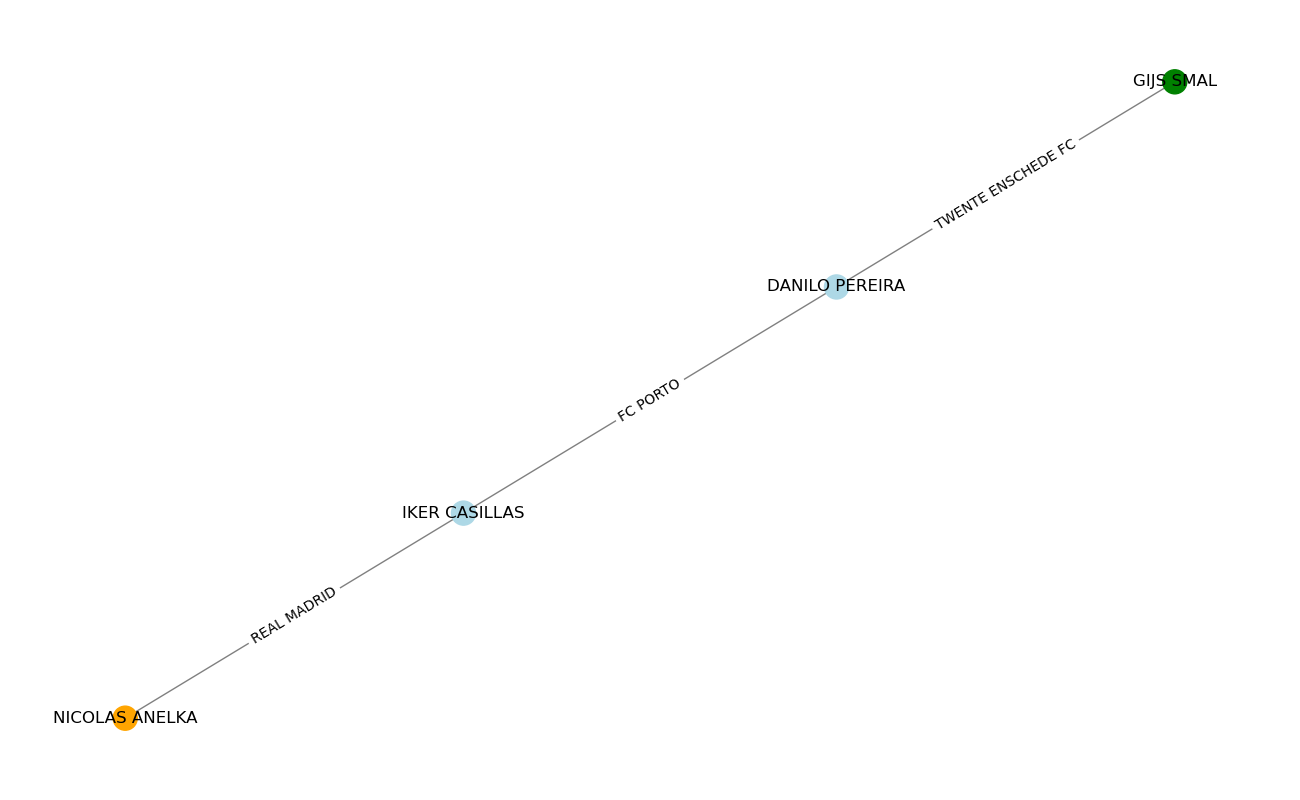 GIJS SMAL
TWENTE ENSCHEDE FC
DANILO PEREIRA
FC PORTO
IKER CASILLAS
REAL MADRID
NICOLAS ANELKA